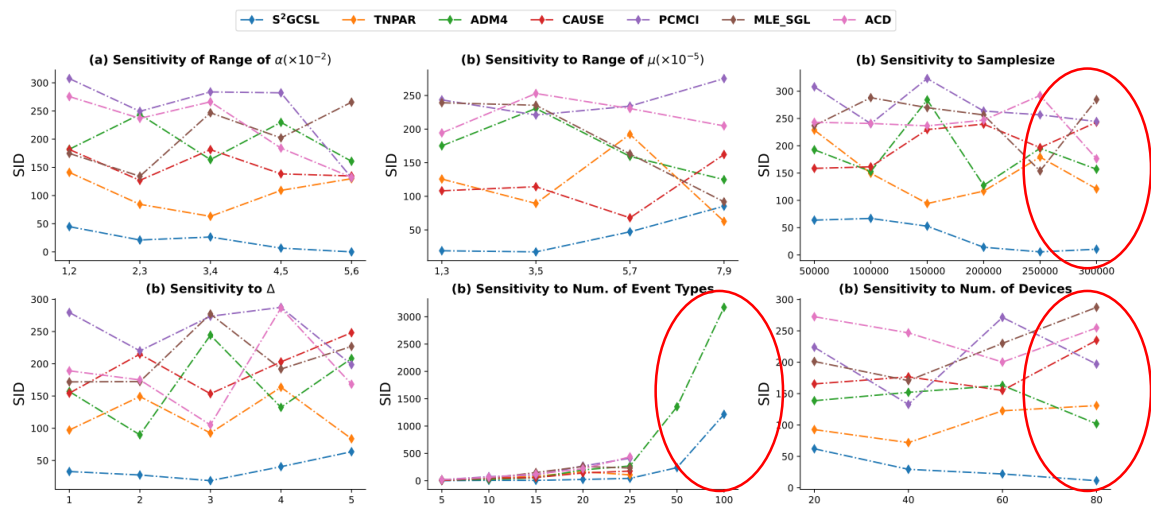 S²GCSL TNPAR ADM4 CAUSE PCMCI MLE_SGL ACD
(a) Sensitivity of Range of α(×10⁻²)
SID
300
250
200
150
100
50
0
1,2 2,3 3,4 4,5 5,6
(b) Sensitivity to Range of μ(×10⁻⁵)
SID
250
200
150
100
50
1,3 3,5 5,7 7,9
(b) Sensitivity to Samplesize
SID
300
250
200
150
100
50
0
50000 100000 150000 200000 250000 300000
(b) Sensitivity to Δ
SID
300
250
200
150
100
50
1 2 3 4 5
(b) Sensitivity to Num. of Event Types
3000
2500
2000
1500
1000
500
0
5 10 15 20 25 50 100
(b) Sensitivity to Num. of Devices
SID
300
250
200
150
100
50
0
20 40 60 80